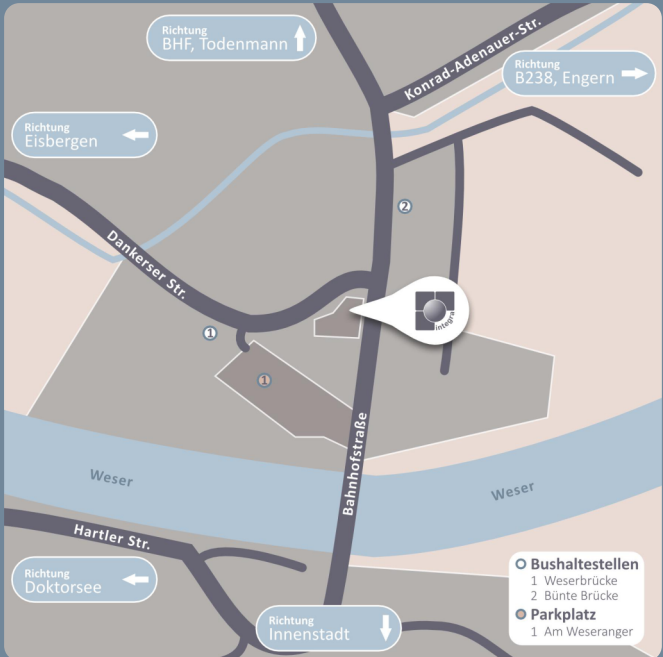 Richtung
BHF, Todenmann
Konrad-Adenauer-Str.
Richtung
B238, Engern
Richtung
Eisbergen
2
Dankerser Str.
integra
1
1
Bahnhofstraße
Weser
Weser
Hartler Str.
Richtung
Doktorsee
Richtung
Innenstadt
Bushaltestellen
1 Weserbrücke
2 Bünte Brücke
Parkplatz
1 Am Weseranger